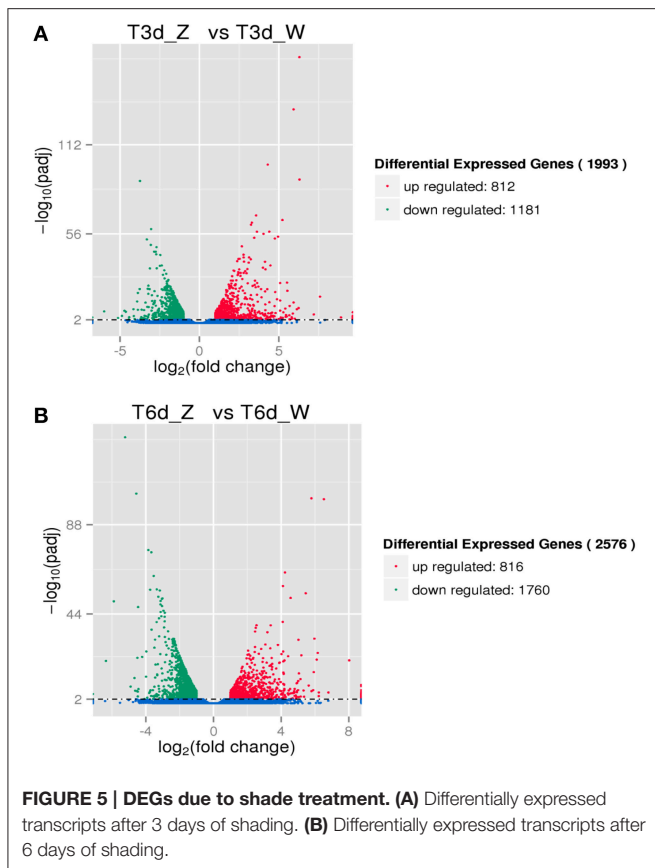 A
T3d_Z vs T3d_W
112
56
2
-5
0
5
−log10(padj)
log2(fold change)
Differential Expressed Genes ( 1993 )
up regulated: 812
down regulated: 1181
B
T6d_Z vs T6d_W
88
44
2
-4
0
4
8
−log10(padj)
log2(fold change)
Differential Expressed Genes ( 2576 )
up regulated: 816
down regulated: 1760
FIGURE 5 | DEGs due to shade treatment. (A) Differentially expressed
transcripts after 3 days of shading. (B) Differentially expressed transcripts after
6 days of shading.